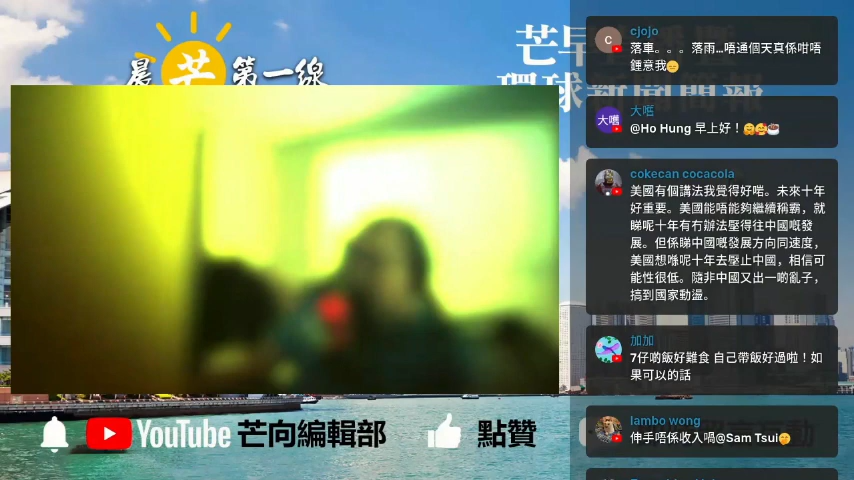 晨芒第一線
芒早
環球新聞簡報
YouTube 芒向編輯部
點贊
C
cjojo
落車。。。落雨...唔通個天真係咁唔
鍾意我
大嚐
大嚐
@Ho Hung 早上好！
cokecan cocacola
美國有個講法我覺得好啱。未來十年
好重要。美國能唔能夠繼續稱霸，就
睇呢十年有冇辦法壓得往中國嘅發
展。但係睇中國嘅發展方向同速度，
美國想喺呢十年去壓止中國，相信可
能性很低。隨非中國又出一啲亂子，
搞到國家動盪。
加加
7仔啲飯好難食 自己帶飯好過啦！如
果可以的話
lambo wong
伸手唔係收入喎@Sam Tsui